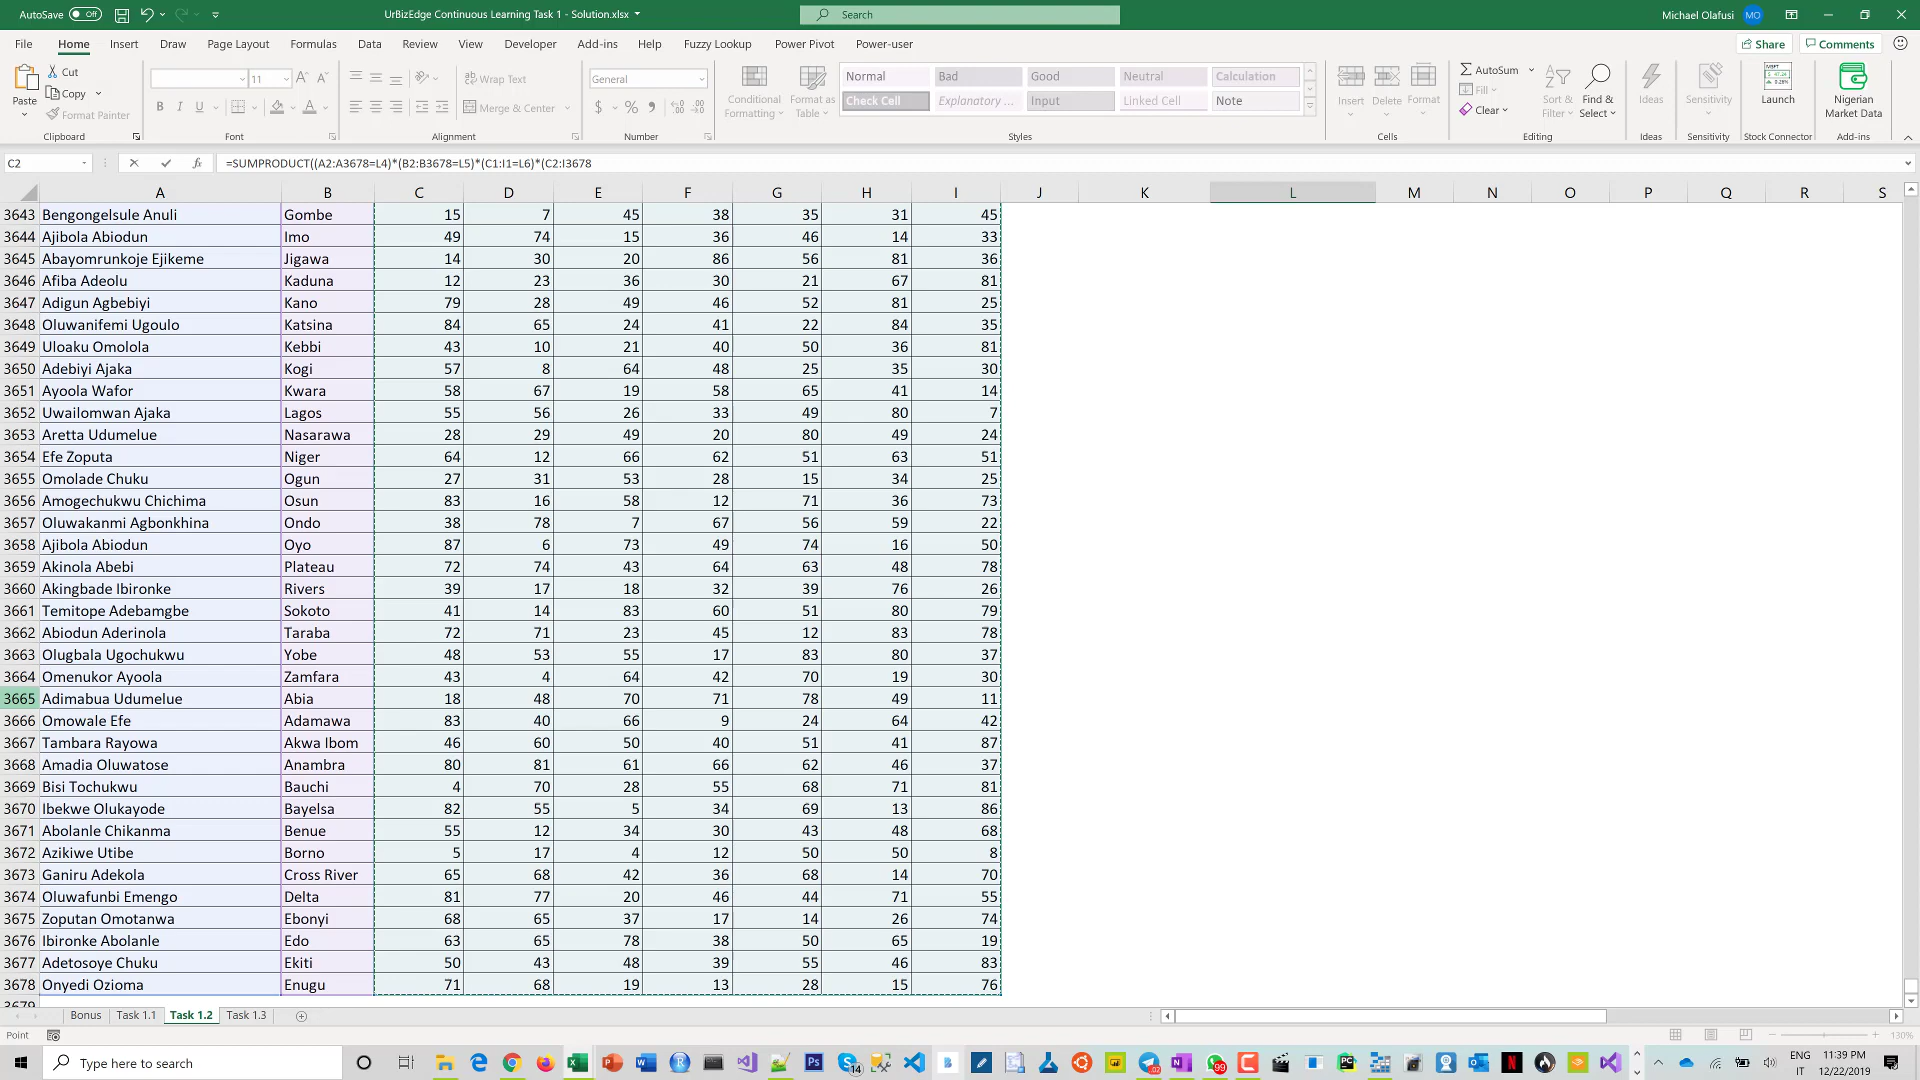 AutoSave Off UrBizEdge Continuous Learning Task 1 - Solution.xlsx Search Michael Olafusi MO
File Home Insert Draw Page Layout Formulas Data Review View Developer Add-ins Help Fuzzy Lookup Power Pivot Power-user Share Comments
Paste Cut Copy Format Painter Clipboard
11 B I U Font
Wrap Text Merge & Center Alignment
General $ % Number
Conditional Formatting Format as Table Normal Bad Good Neutral Calculation
Check Cell Explanatory ... Input Linked Cell Note Styles
Insert Delete Format Cells
AutoSum Fill Clear Sort & Filter Find & Select Editing
Ideas Ideas Sensitivity Sensitivity MSFT Launch Stock Connector Nigerian Market Data Add-ins
C2 fx =SUMPRODUCT((A2:A3678=L4)*(B2:B3678=L5)*(C1:I1=L6)*(C2:I3678
A B C D E F G H I J K L M N O P Q R S
3643 Bengongelsule Anuli Gombe 15 7 45 38 35 31 45
3644 Ajibola Abiodun Imo 49 74 15 36 46 14 33
3645 Abayomrunkoje Ejikeme Jigawa 14 30 20 86 56 81 36
3646 Afiba Adeolu Kaduna 12 23 36 30 21 67 81
3647 Adigun Agbebiyi Kano 79 28 49 46 52 81 25
3648 Oluwanifemi Ugoulo Katsina 84 65 24 41 22 84 35
3649 Uloaku Omolola Kebbi 43 10 21 40 50 36 81
3650 Adebiyi Ajaka Kogi 57 8 64 48 25 35 30
3651 Ayoola Wafor Kwara 58 67 19 58 65 41 14
3652 Uwailomwan Ajaka Lagos 55 56 26 33 49 80 7
3653 Aretta Udumelue Nasarawa 28 29 49 20 80 49 24
3654 Efe Zoputa Niger 64 12 66 62 51 63 51
3655 Omolade Chuku Ogun 27 31 53 28 15 34 25
3656 Amogechukwu Chichima Osun 83 16 58 12 71 36 73
3657 Oluwakanmi Agbonkhina Ondo 38 78 7 67 56 59 22
3658 Ajibola Abiodun Oyo 87 6 73 49 74 16 50
3659 Akinola Abebi Plateau 72 74 43 64 63 48 78
3660 Akingbade Ibironke Rivers 39 17 18 32 39 76 26
3661 Temitope Adebamgbe Sokoto 41 14 83 60 51 80 79
3662 Abiodun Aderinola Taraba 72 71 23 45 12 83 78
3663 Olugbala Ugochukwu Yobe 48 53 55 17 83 80 37
3664 Omenukor Ayoola Zamfara 43 4 64 42 70 19 30
3665 Adimabua Udumelue Abia 18 48 70 71 78 49 11
3666 Omowale Efe Adamawa 83 40 66 9 24 64 42
3667 Tambara Rayowa Akwa Ibom 46 60 50 40 51 41 87
3668 Amadia Oluwatose Anambra 80 81 61 66 62 46 37
3669 Bisi Tochukwu Bauchi 4 70 28 55 68 71 81
3670 Ibekwe Olukayode Bayelsa 82 55 5 34 69 13 86
3671 Abolanle Chikanma Benue 55 12 34 30 43 48 68
3672 Azikiwe Utibe Borno 5 17 4 12 50 50 8
3673 Ganiru Adekola Cross River 65 68 42 36 68 14 70
3674 Oluwafunbi Emengo Delta 81 77 20 46 44 71 55
3675 Zoputan Omotanwa Ebonyi 68 65 37 17 14 26 74
3676 Ibironke Abolanle Edo 63 65 78 38 50 65 19
3677 Adetosoye Chuku Ekiti 50 43 48 39 55 46 83
3678 Onyedi Ozioma Enugu 71 68 19 13 28 15 76
3679
Bonus Task 1.1 Task 1.2 Task 1.3
Point 130%
Type here to search 14 99 ENG IT 11:39 PM 12/22/2019